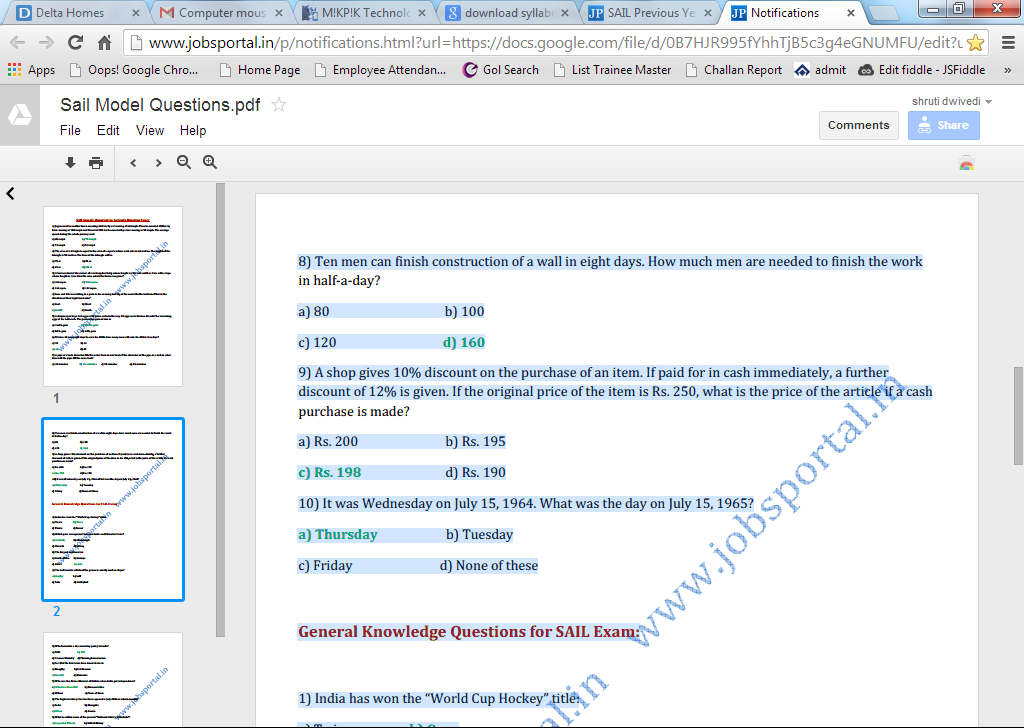 Delta Homes
Computer mous
M!KP!K Technolo
download syllab
SAIL Previous Ye
Notifications
www.jobsportal.in/p/notifications.html?url=https://docs.google.com/file/d/0B7HJR995fYhhTjB5c3g4eGNUMFU/edit?u
Apps
Oops! Google Chro...
Home Page
Employee Attendan...
GoI Search
List Trainee Master
Challan Report
admit
Edit fiddle - JSFiddle
»
Sail Model Questions.pdf
shruti dwivedi
File Edit View Help
Comments
Share
8) Ten men can finish construction of a wall in eight days. How much men are needed to finish the work
in half-a-day?
a) 80 b) 100
c) 120 d) 160
9) A shop gives 10% discount on the purchase of an item. If paid for in cash immediately, a further
discount of 12% is given. If the original price of the item is Rs. 250, what is the price of the article if a cash
purchase is made?
a) Rs. 200 b) Rs. 195
c) Rs. 198 d) Rs. 190
10) It was Wednesday on July 15, 1964. What was the day on July 15, 1965?
a) Thursday b) Tuesday
c) Friday d) None of these
General Knowledge Questions for SAIL Exam:
1) India has won the “World Cup Hockey” title:
www.jobsportal.in
al.in
1
2